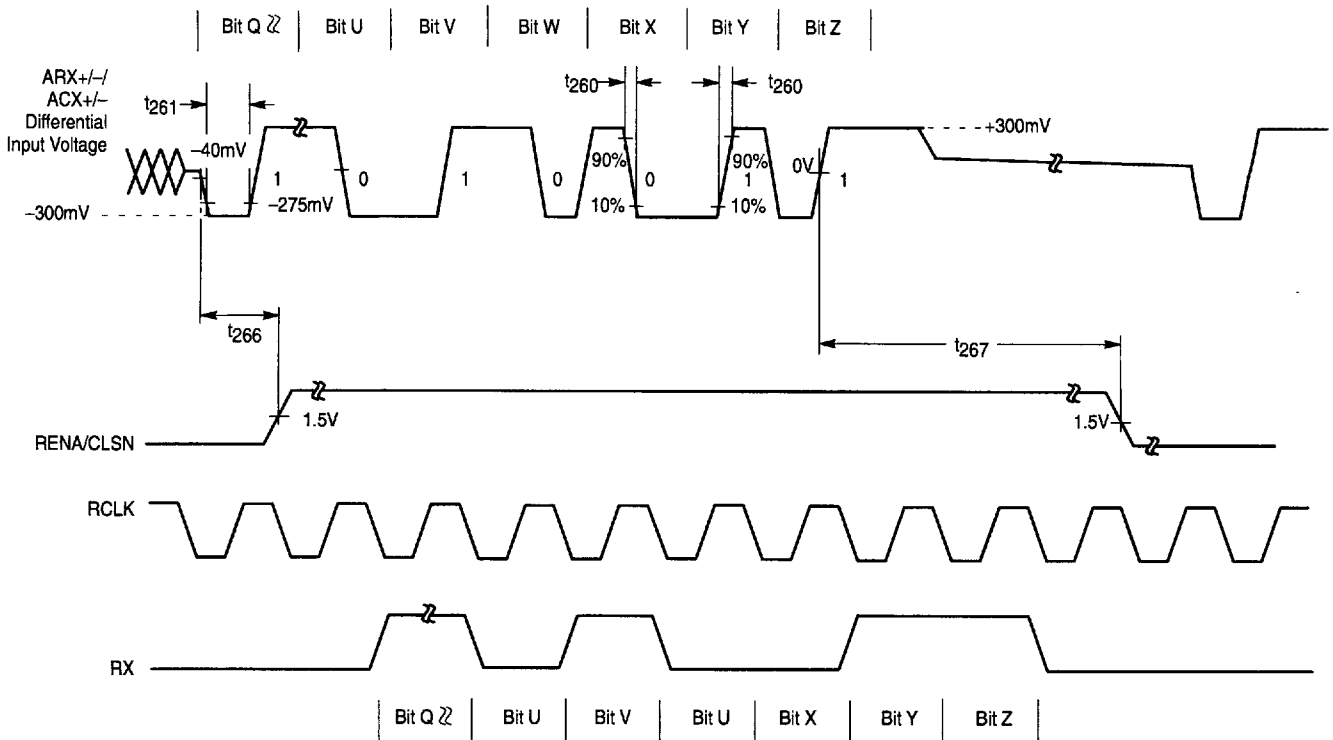 Bit Q Bit U Bit V Bit W Bit X Bit Y Bit Z
ARX+/–/
ACX+/–
Differential
Input Voltage
t261
t260
t260
–40mV
+300mV
90%
90%
0V
1
0
1
0
0
1
1
–275mV
10%
10%
–300mV
t266
t267
1.5V
1.5V
RENA/CLSN
RCLK
RX
Bit Q Bit U Bit V Bit U Bit X Bit Y Bit Z